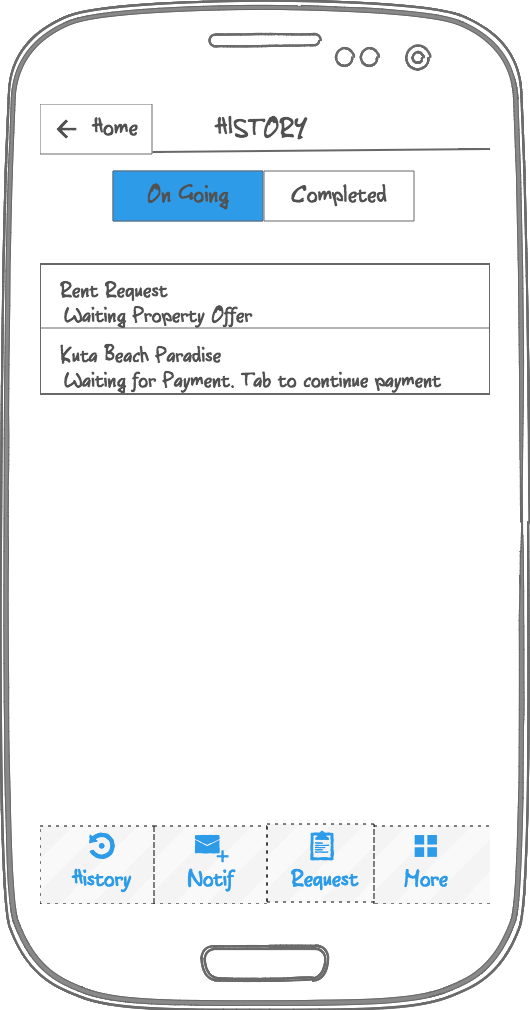 Home
HISTORY
On Going
Completed
Rent Request
Waiting Property Offer
Kuta Beach Paradise
Waiting for Payment. Tab to continue payment
History
Notif
Request
More